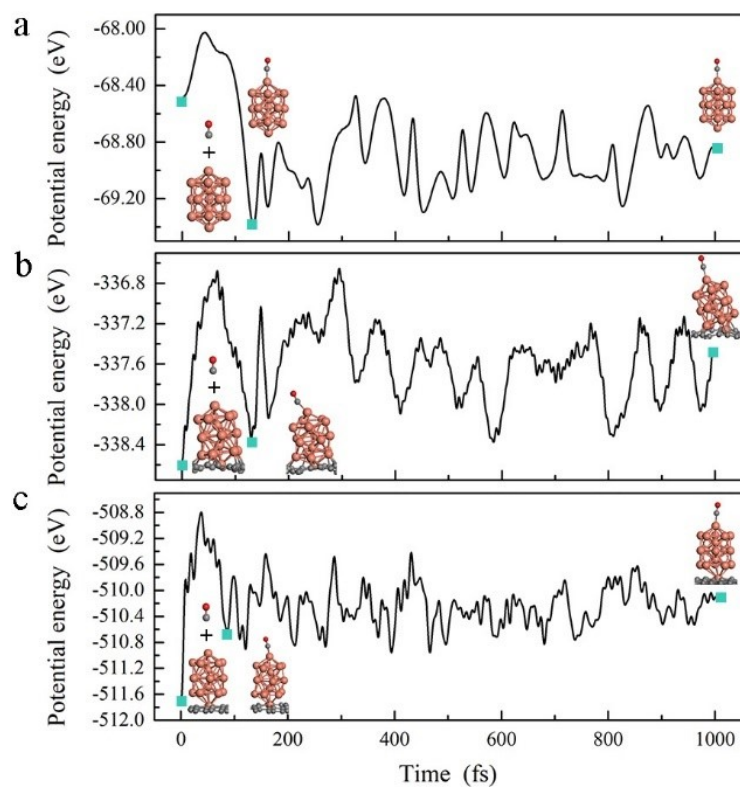 a
Potential energy (eV)
-68.00
-68.40
-68.80
-69.20
+
b
Potential energy (eV)
-336.8
-337.2
-337.6
-338.0
-338.4
+
c
Potential energy (eV)
-508.8
-509.2
-509.6
-510.0
-510.4
-510.8
-511.2
-511.6
-512.0
+
0 200 400 600 800 1000
Time (fs)